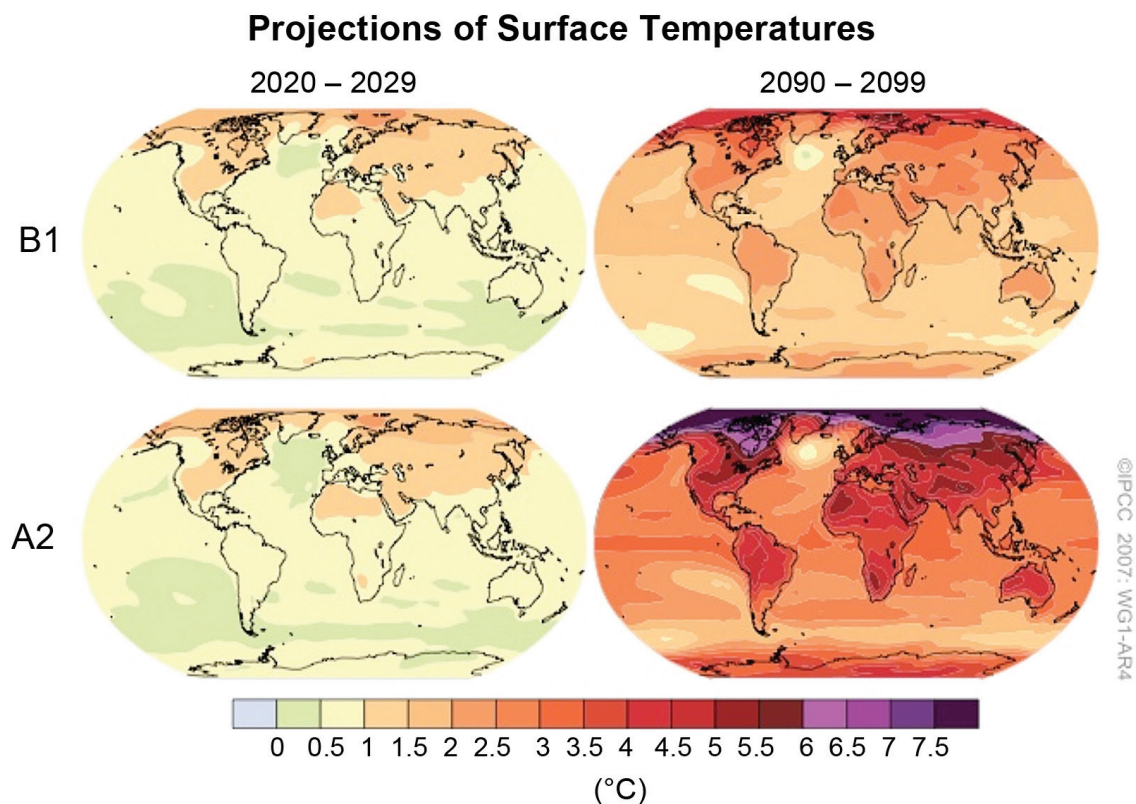 Projections of Surface Temperatures
2020 – 2029
2090 – 2099
B1
A2
©IPCC 2007: WG1-AR4
0 0.5 1 1.5 2 2.5 3 3.5 4 4.5 5 5.5 6 6.5 7 7.5
(°C)